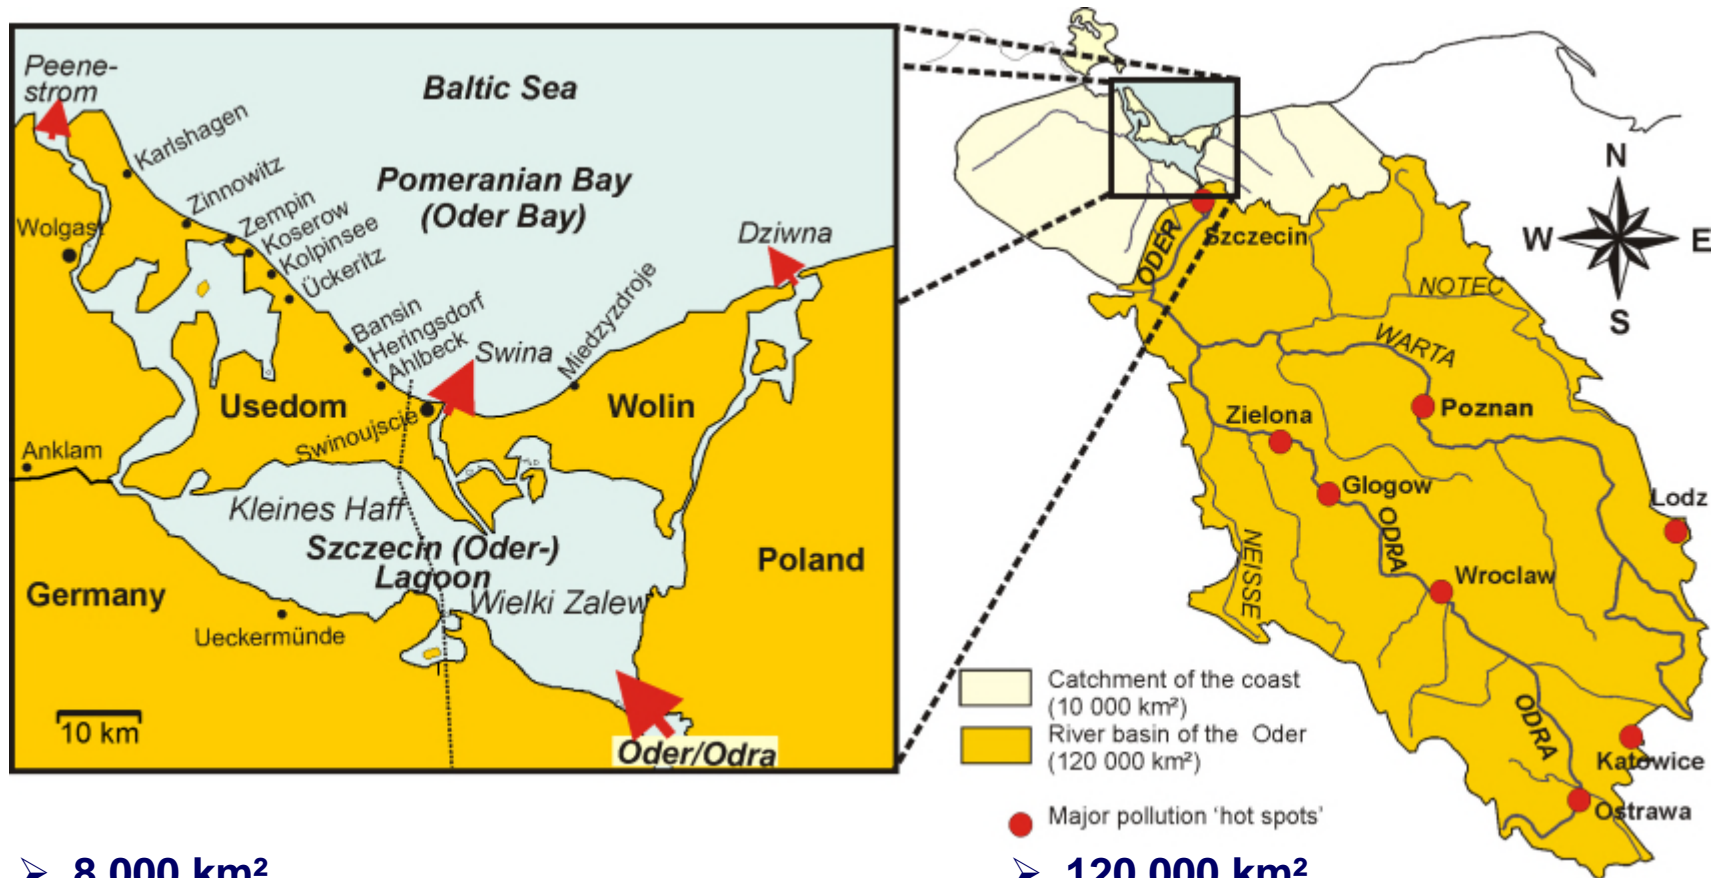 Peene-
strom
Baltic Sea
Karlshagen
Pomeranian Bay
(Oder Bay)
Zinnowitz
Zempin
Koserow
Kolpinsee
Ückeritz
Wolgast
Dziwna
Bansin
Heringsdorf
Ahlbeck
Swina
Miedzyzdroje
Usedom
Wolin
Swinoujscie
Anklam
Kleines Haff
Szczecin (Oder-)
Lagoon
Wielki Zalew
Poland
Germany
Ueckermünde
10 km
Oder/Odra
N
W
E
S
ODER
Szczecin
NOTEC
WARTA
Zielona
Poznan
Glogow
Lodz
ODRA
NEISSE
Wroclaw
ODRA
Katowice
Ostrawa
Catchment of the coast
(10 000 km²)
River basin of the Oder
(120 000 km²)
Major pollution 'hot spots'
➢ 8 000 km²
➢ 120 000 km²